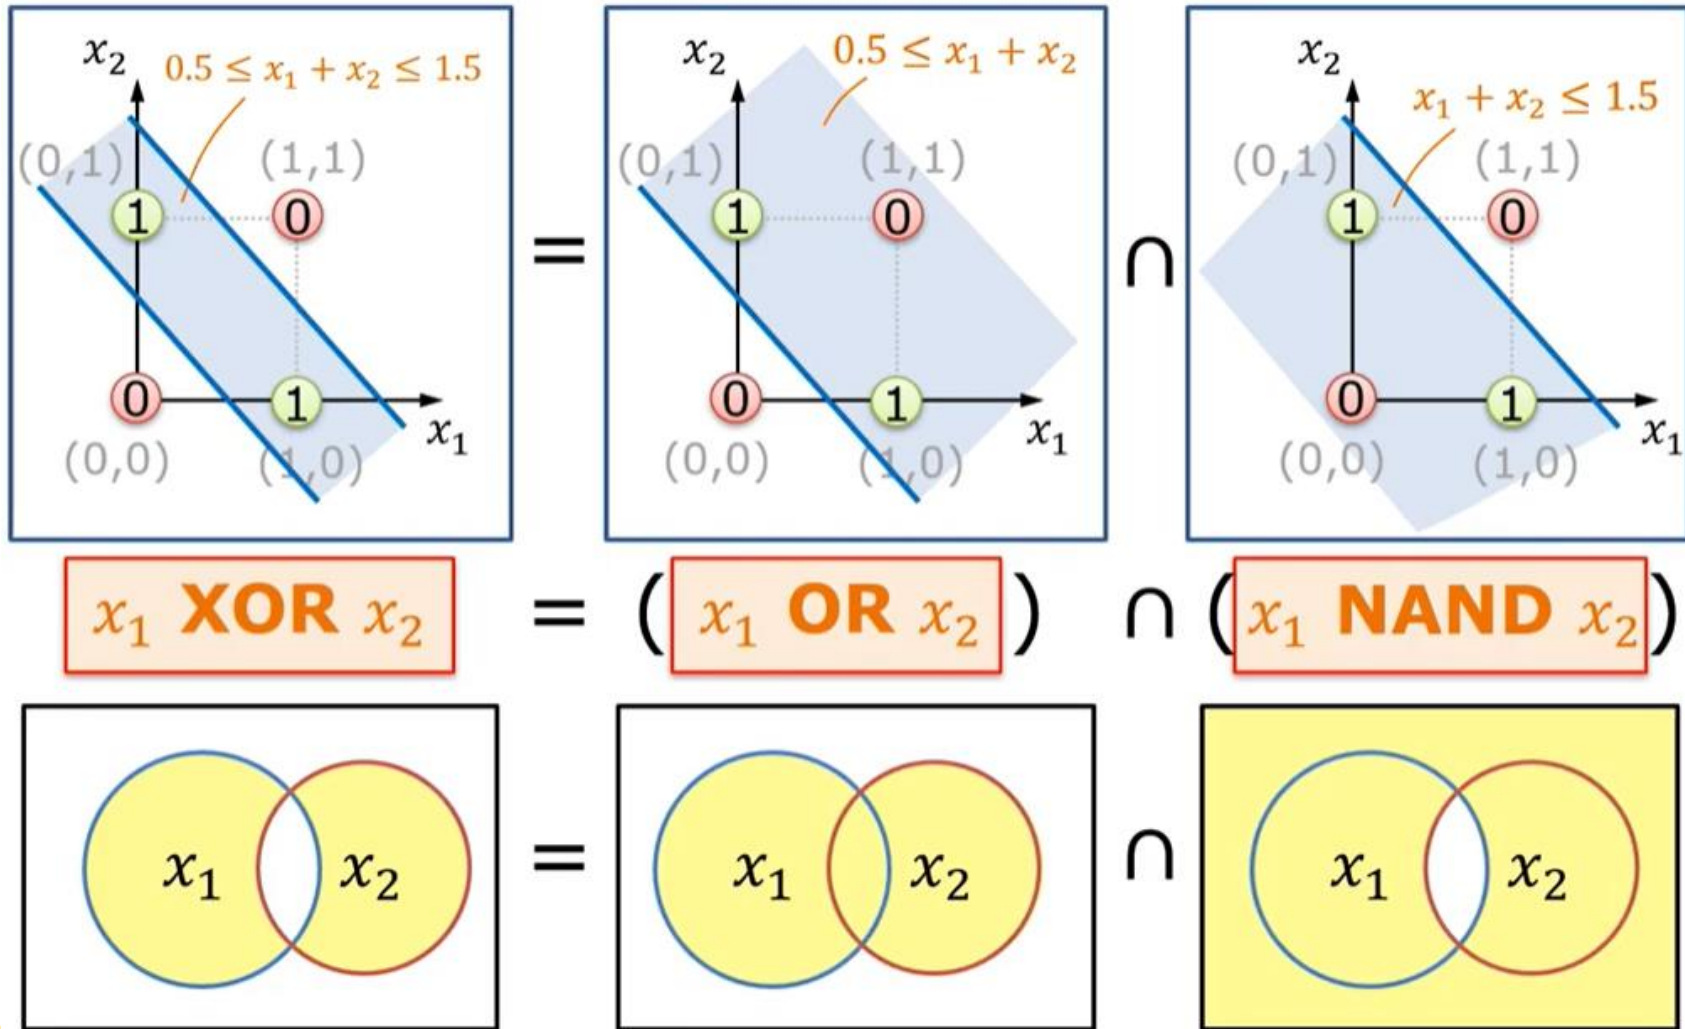 x₂ 0.5 ≤ x₁ + x₂ ≤ 1.5
(0,1) (1,1)
1 0
0 1
x₁
(0,0) (1,0)
=
x₂ 0.5 ≤ x₁ + x₂
(0,1) (1,1)
1 0
0 1
x₁
(0,0) (1,0)
∩
x₂
x₁ + x₂ ≤ 1.5
(0,1) (1,1)
1 0
0 1
x₁
(0,0) (1,0)
x₁ XOR x₂ = ( x₁ OR x₂ ) ∩ ( x₁ NAND x₂ )
x₁ x₂ = x₁ x₂ ∩ x₁ x₂